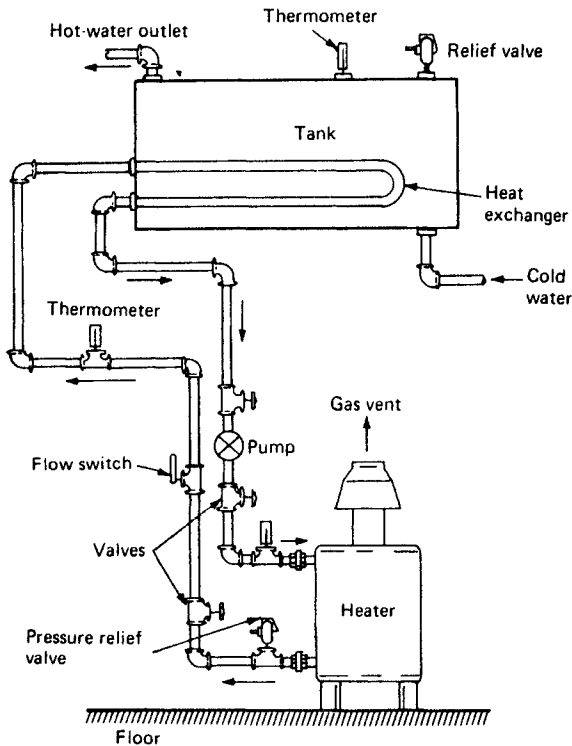 Thermometer
Hot-water outlet
Relief valve
Tank
Heat
exchanger
Cold
water
Thermometer
Gas vent
Pump
Flow switch
Valves
Heater
Pressure relief
valve
Floor